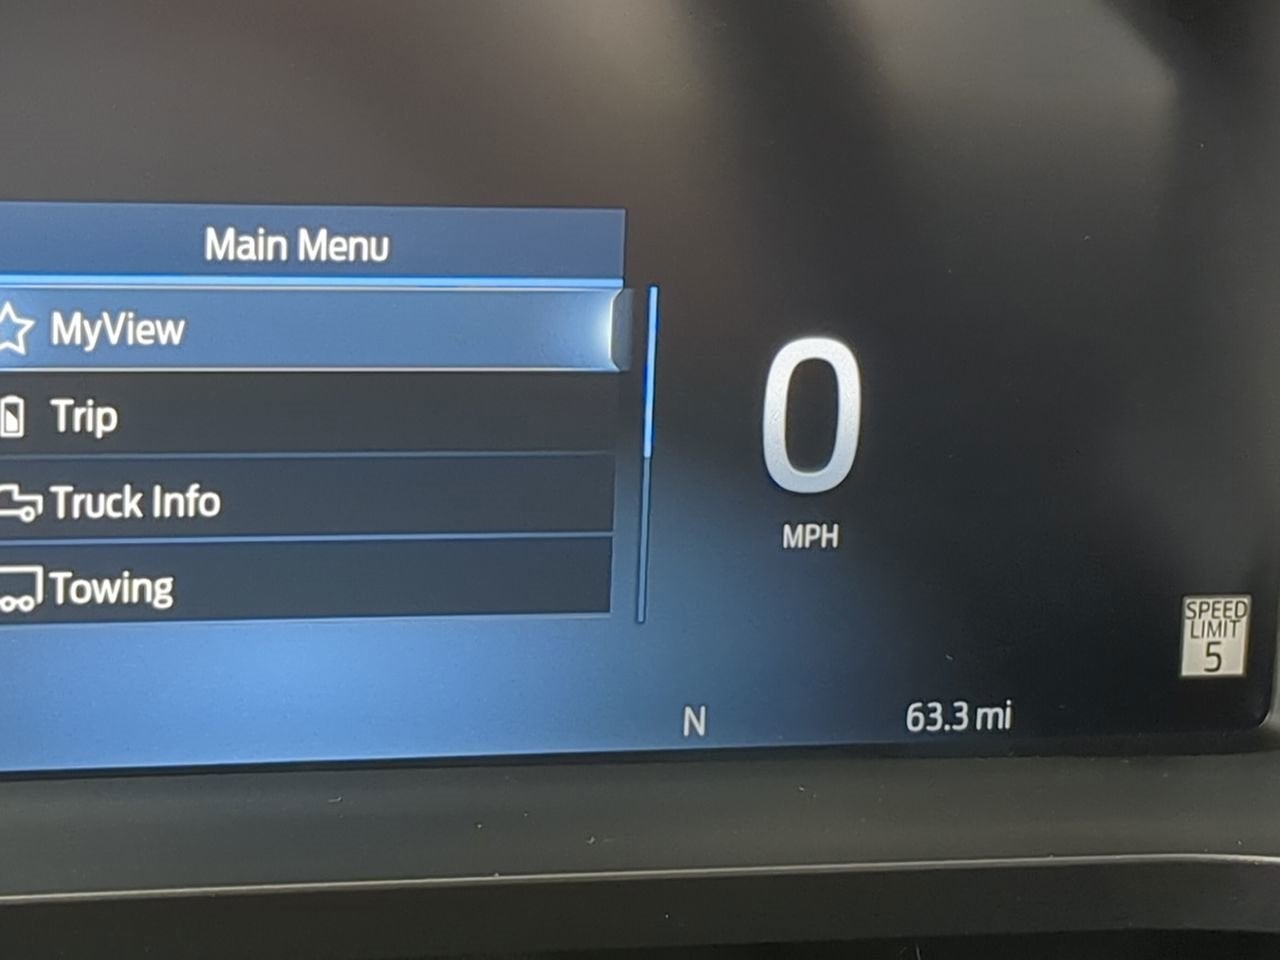 Main Menu
MyView
Trip
Truck Info
Towing
0
MPH
SPEED
LIMIT
5
N
63.3 mi